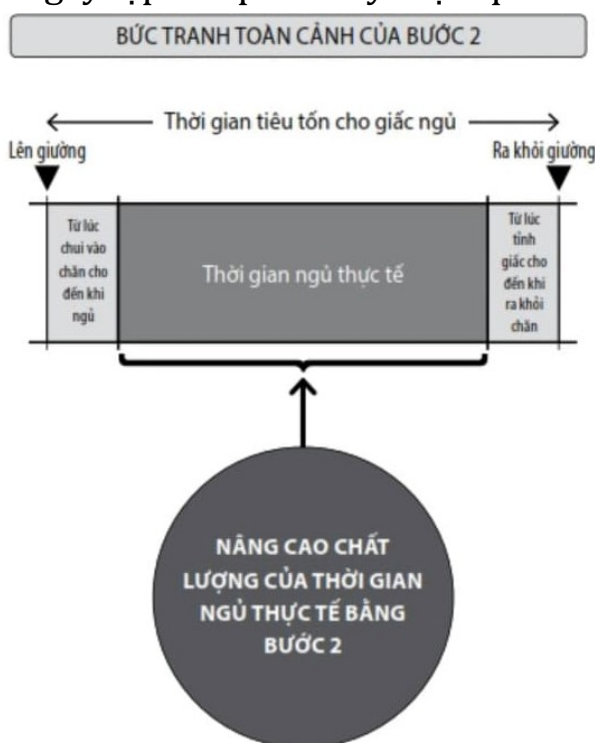 BỨC TRANH TOÀN CẢNH CỦA BƯỚC 2
Thời gian tiêu tốn cho giấc ngủ
Lên giường
Ra khỏi giường
Từ lúc
chui vào
chăn cho
đến khi
ngủ
Thời gian ngủ thực tế
Từ lúc
tỉnh
giấc cho
đến khi
ra khỏi
chăn
NÂNG CAO CHẤT
LƯỢNG CỦA THỜI GIAN
NGỦ THỰC TẾ BẰNG
BƯỚC 2